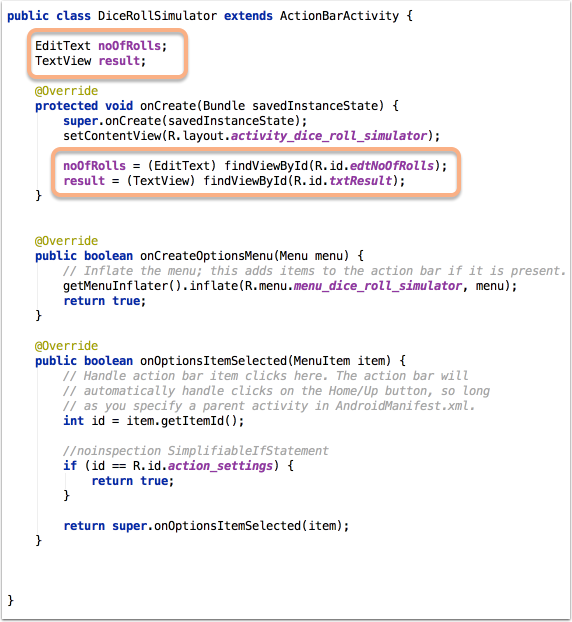 public class DiceRollSimulator extends ActionBarActivity {
EditText noOfRolls;
TextView result;
@Override
protected void onCreate(Bundle savedInstanceState) {
super.onCreate(savedInstanceState);
setContentView(R.layout.activity_dice_roll_simulator);
noOfRolls = (EditText) findViewById(R.id.edtNoOfRolls);
result = (TextView) findViewById(R.id.txtResult);
}
@Override
public boolean onCreateOptionsMenu(Menu menu) {
// Inflate the menu; this adds items to the action bar if it is present.
getMenuInflater().inflate(R.menu.menu_dice_roll_simulator, menu);
return true;
}
@Override
public boolean onOptionsItemSelected(MenuItem item) {
// Handle action bar item clicks here. The action bar will
// automatically handle clicks on the Home/Up button, so long
// as you specify a parent activity in AndroidManifest.xml.
int id = item.getItemId();
//noinspection SimplifiableIfStatement
if (id == R.id.action_settings) {
return true;
}
return super.onOptionsItemSelected(item);
}
}